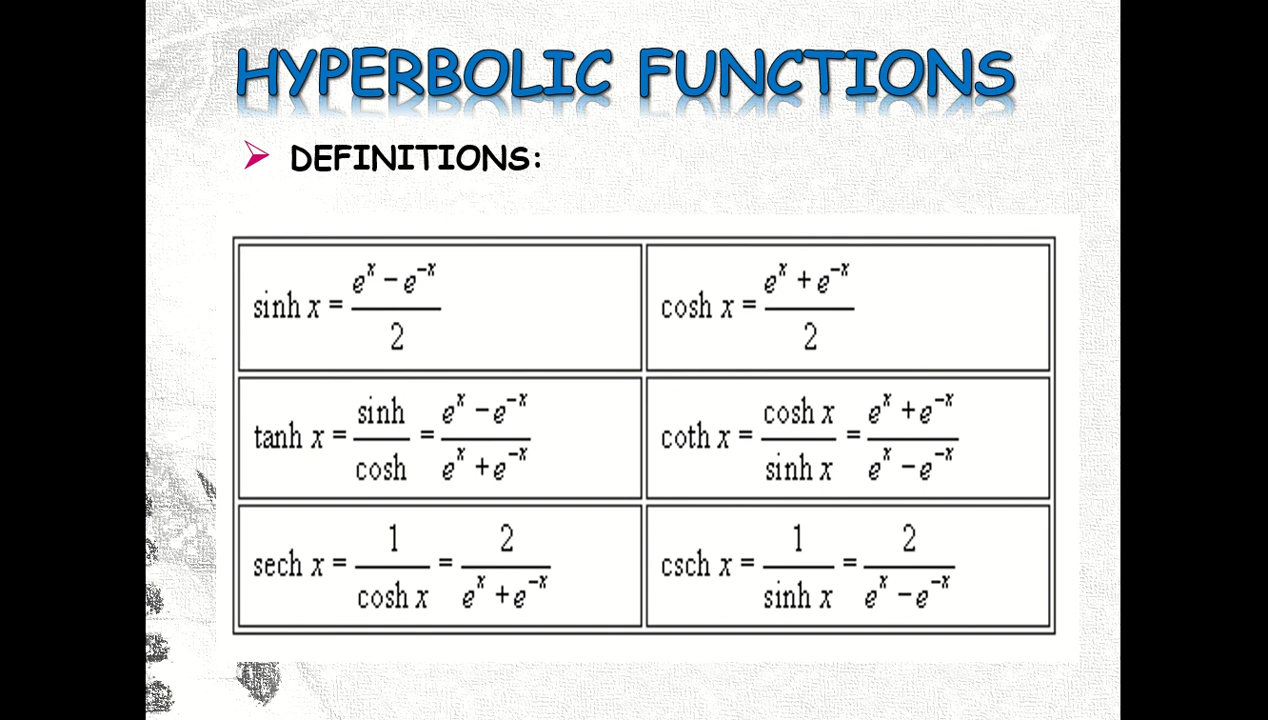 HYPERBOLIC FUNCTIONS
DEFINITIONS:
sinh x = (e^x − e^−x)/2
cosh x = (e^x + e^−x)/2
tanh x = sinh/cosh = (e^x − e^−x)/(e^x + e^−x)
coth x = cosh x/sinh x = (e^x + e^−x)/(e^x − e^−x)
sech x = 1/cosh x = 2/(e^x + e^−x)
csch x = 1/sinh x = 2/(e^x − e^−x)